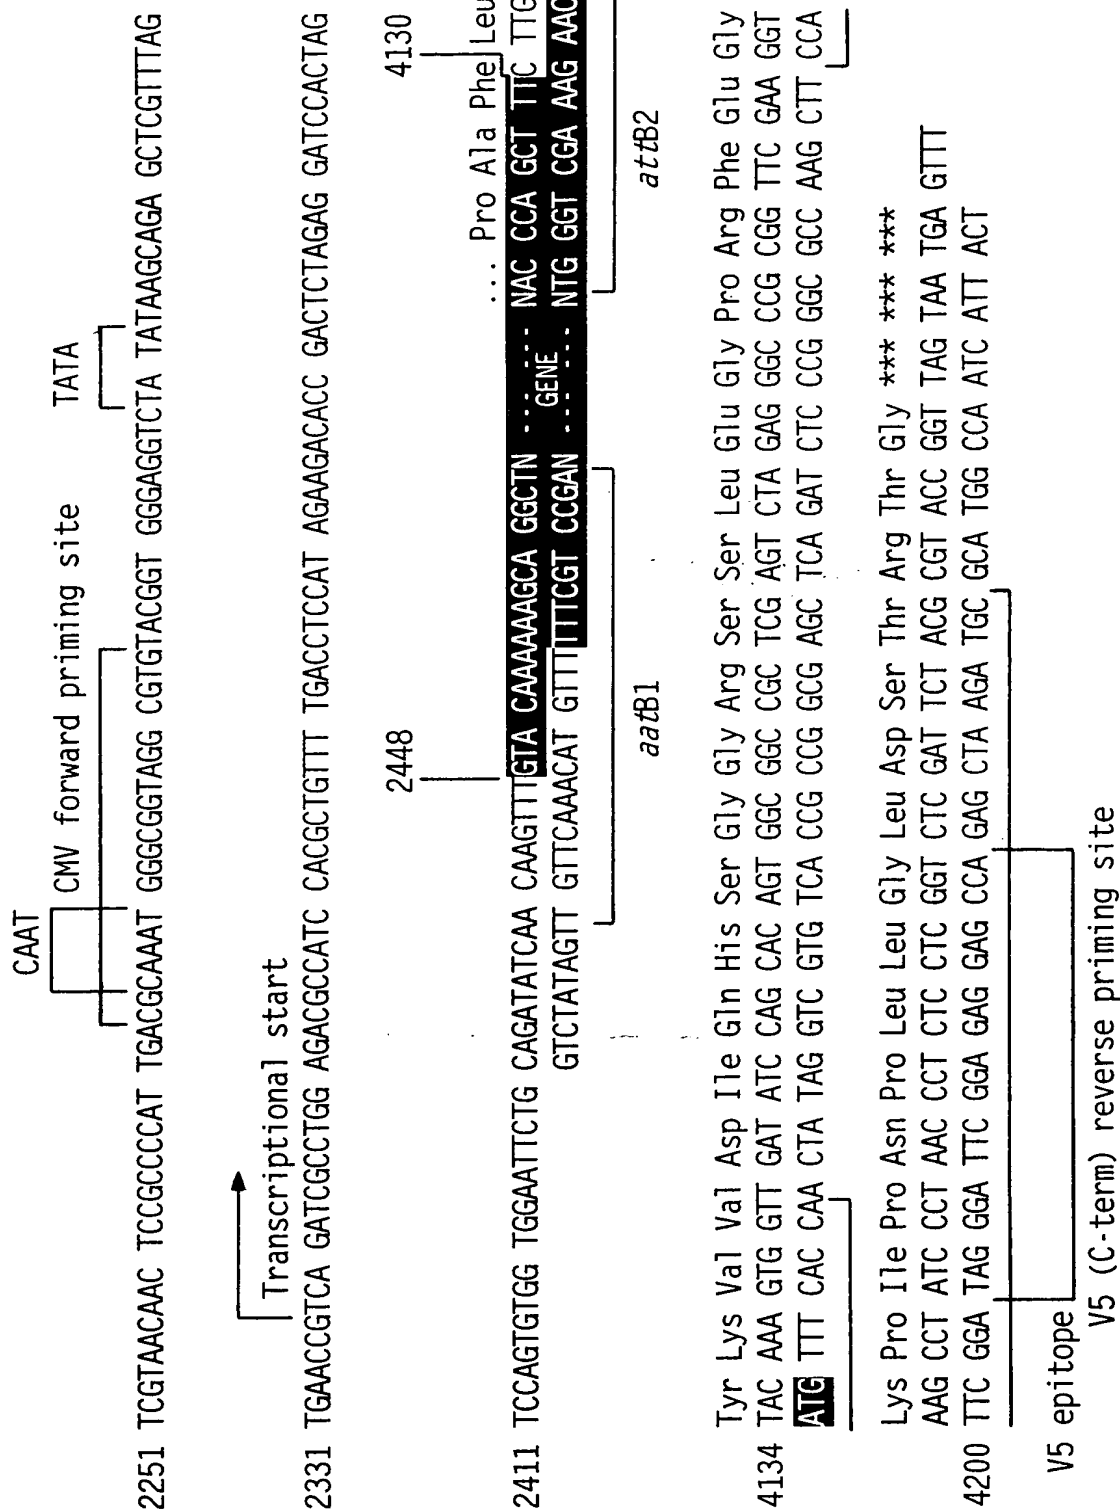 CAAT
CMV forward priming site
TATA
2251 TCGTAACAAC TCCGCCCCAT TGACGCAAAT GGGCGGTAGG CGTGTACGGT GGGAGGTCTA TATAAGCAGA GCTCGTTTAG
Transcriptional start
2331 TGAACCGTCA GATCGCCTGG AGACGCCATC CACGCTGTTT TGACCTCCAT AGAAGACACC GACTCTAGAG GATCCACTAG
2448
4130
... Pro Ala Phe Leu
2411 TCCAGTGTGG TGGAATTCTG CAGATATCAA CAAGTTTGTA CAAAAAAGCA GGCTN ... ... NAC CCA GCT TTC TTG
GENE
GTCTATAGTT GTTCAAACAT GTTTTTTCGT CCGAN ... ... NTG GGT CGA AAG AAC
aatB1
attB2
Tyr Lys Val Val Asp Ile Gln His Ser Gly Gly Arg Ser Ser Leu Glu Gly Pro Arg Phe Glu Gly
4134 TAC AAA GTG GTT GAT ATC CAG CAC AGT GGC GGC CGC TCG AGT CTA GAG GGC CCG CGG TTC GAA GGT
ATG TTT CAC CAA CTA TAG GTC GTG TCA CCG CCG GCG AGC TCA GAT CTC CCG GGC GCC AAG CTT CCA
Lys Pro Ile Pro Asn Pro Leu Leu Gly Leu Asp Ser Thr Arg Thr Gly *** *** ***
AAG CCT ATC CCT AAC CCT CTC CTC GGT CTC GAT TCT ACG CGT ACC GGT TAG TAA TGA GTTT
4200 TTC GGA TAG GGA TTC GGA GAG GAG CCA GAG CTA AGA TGC GCA TGG CCA ATC ATT ACT
V5 epitope
V5 (C-term) reverse priming site